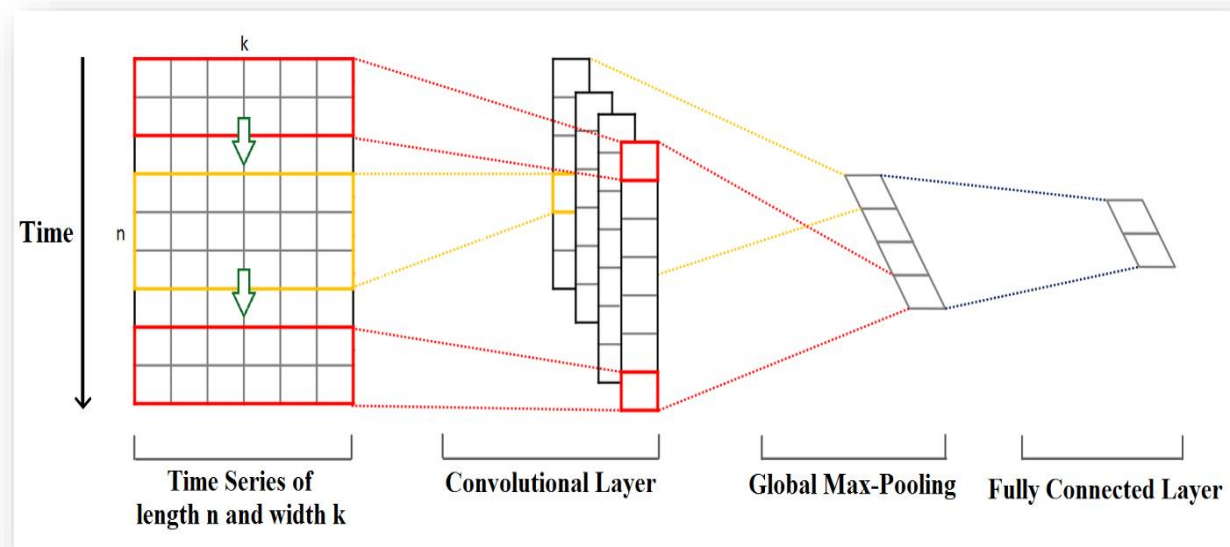 k
Time
n
Time Series of
length n and width k
Convolutional Layer
Global Max-Pooling
Fully Connected Layer